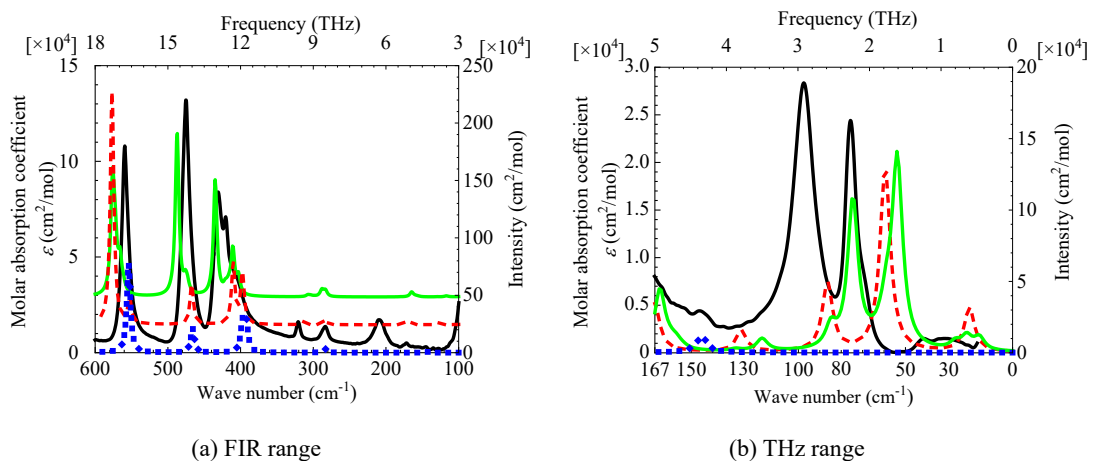 Frequency (THz)
[×10⁴] 18 15 12 9 6 3 [×10⁴]
15 10 5 0
250 200 150 100 50 0
Molar absorption coefficient
ε (cm²/mol)
Intensity (cm²/mol)
600 500 400 300 200 100
Wave number (cm⁻¹)
(a) FIR range
Frequency (THz)
[×10⁴] 5 4 3 2 1 0 [×10⁴]
3.0 2.5 2.0 1.5 1.0 0.5 0
20 15 10 5 0
Molar absorption coefficient
ε (cm²/mol)
Intensity (cm²/mol)
167 150 130 100 80 50 30 0
Wave number (cm⁻¹)
(b) THz range